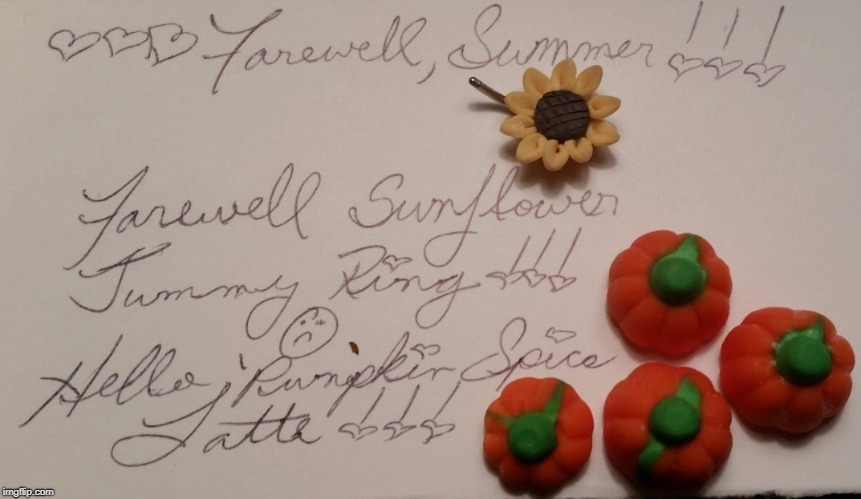 Farewell, Summer!!!
Farewell Sunflower
Tummy Ring!!!
Hello, Pumpkin Spice
Latte!!!
imgflip.com